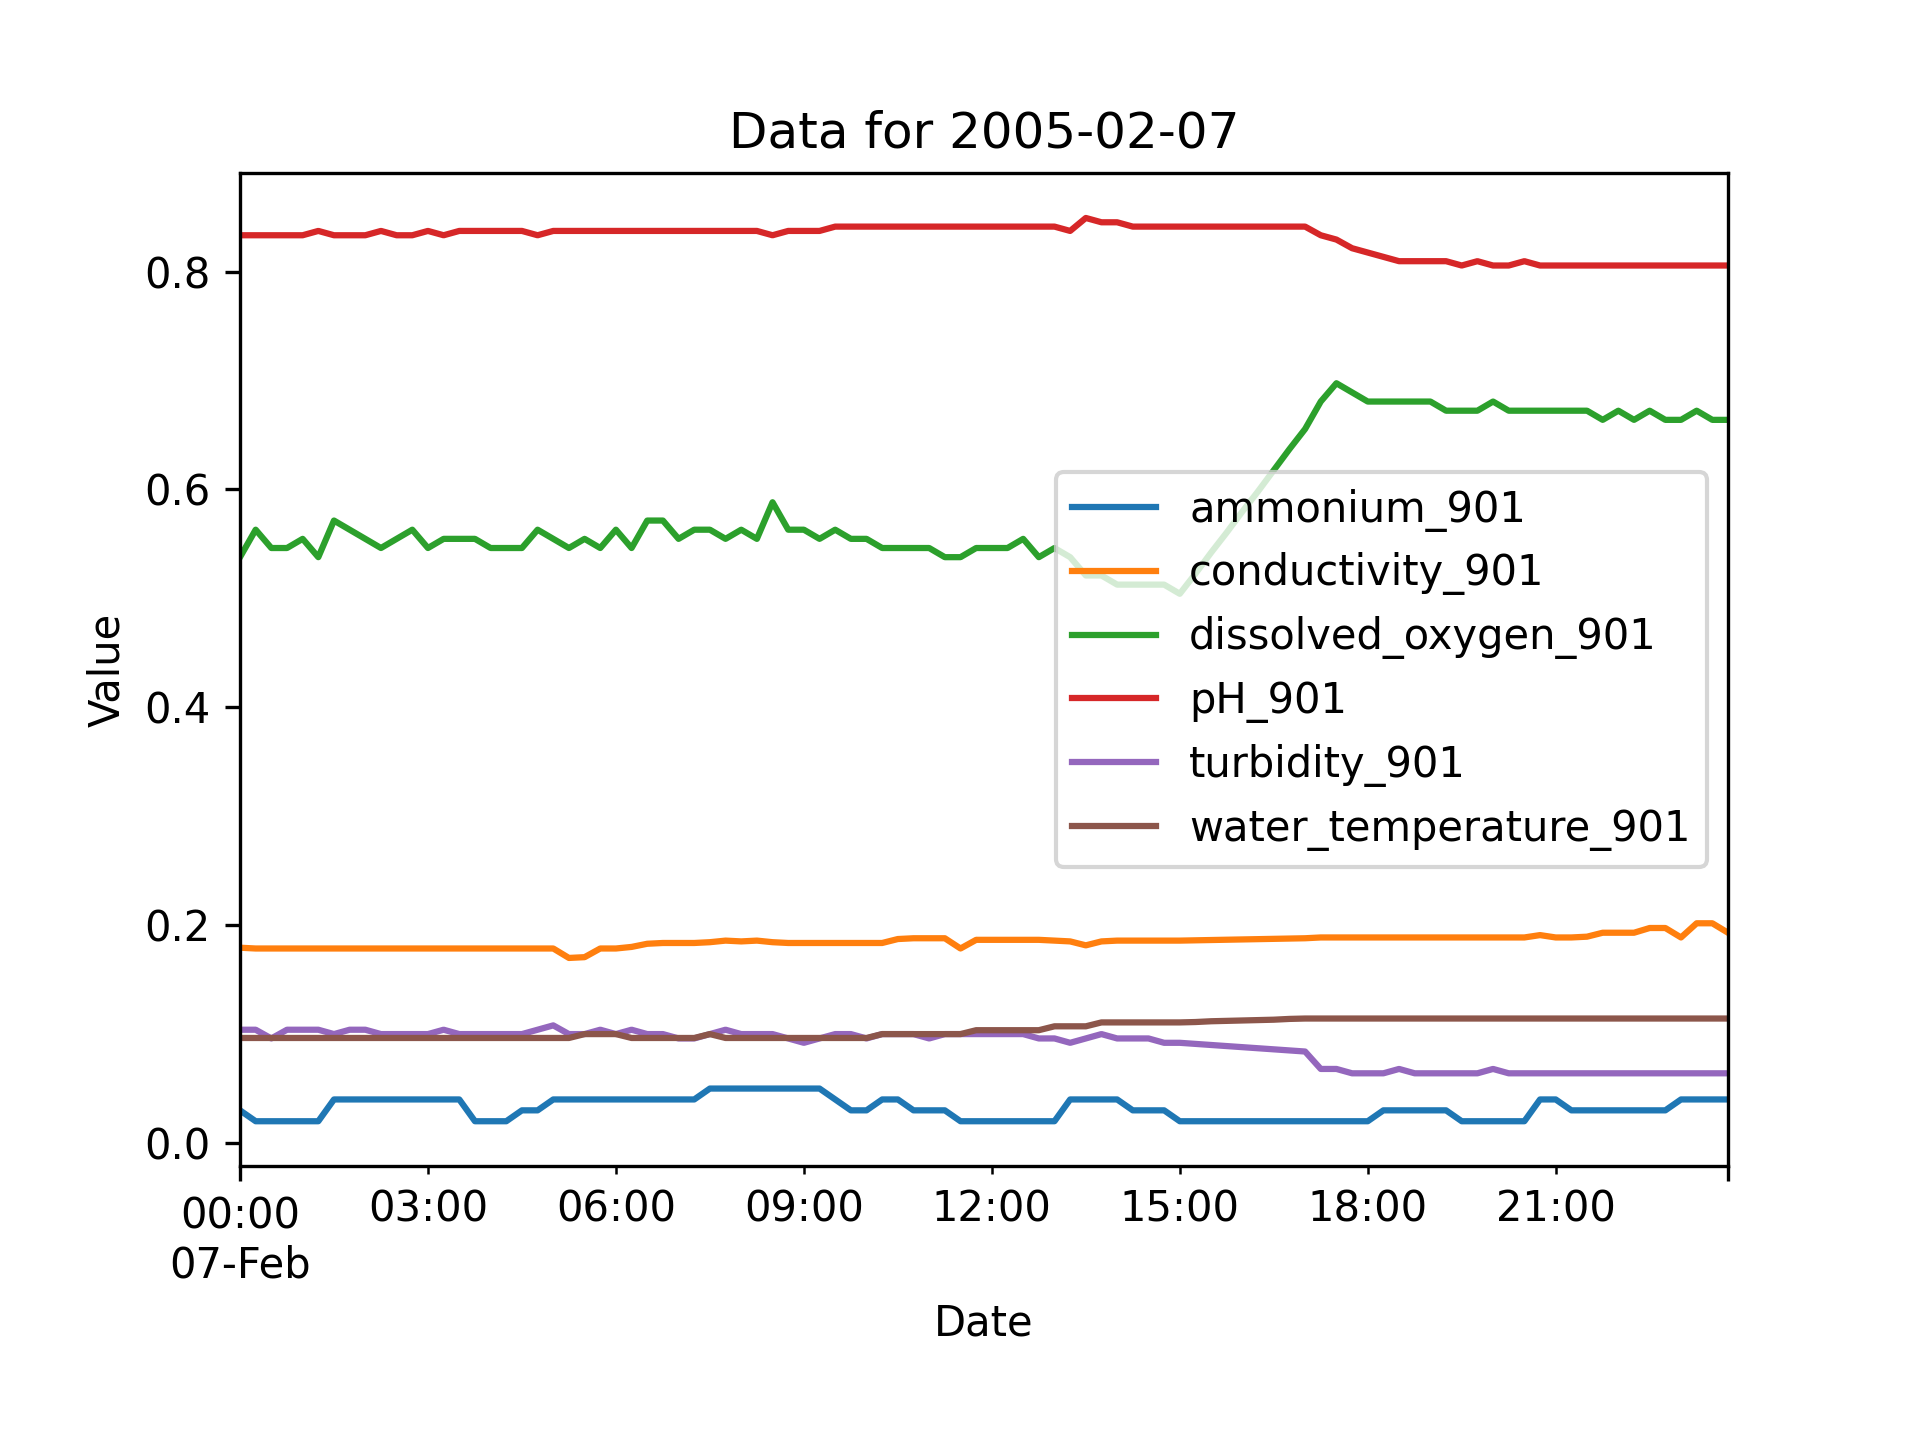 Data for 2005-02-07
Value
0.8
0.6
0.4
0.2
0.0
ammonium_901
conductivity_901
dissolved_oxygen_901
pH_901
turbidity_901
water_temperature_901
00:00 03:00 06:00 09:00 12:00 15:00 18:00 21:00
07-Feb
Date